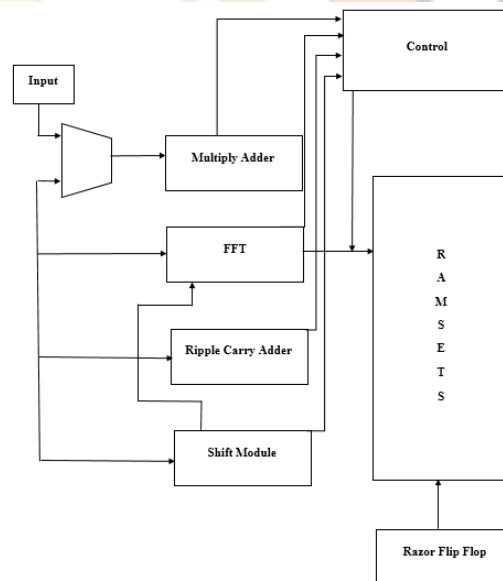 Control
Input
Multiply Adder
FFT
R
A
M
S
E
T
S
Ripple Carry Adder
Shift Module
Razor Flip Flop